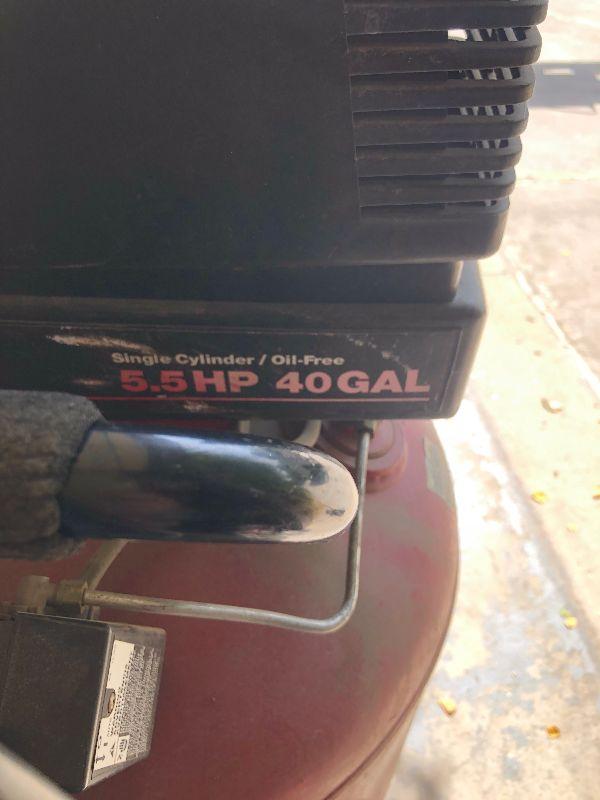 Single Cylinder / Oil-Free
5.5HP 40GAL